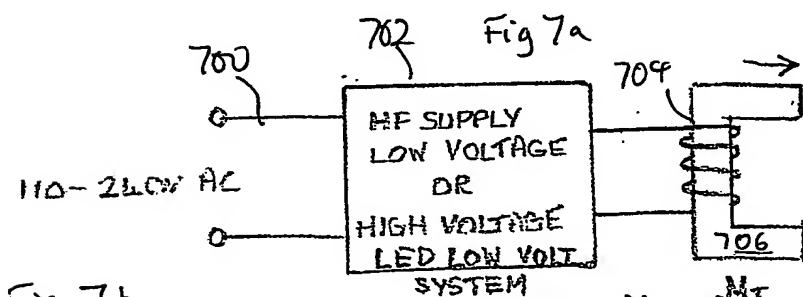 Fig 7a
702
700
704
HF SUPPLY
LOW VOLTAGE
OR
HIGH VOLTAGE
LED LOW VOLT
SYSTEM
110-240V AC
706